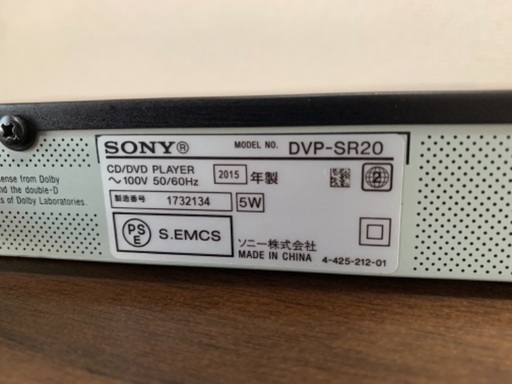 SONY® MODEL NO. DVP-SR20
CD/DVD PLAYER
～100V 50/60Hz 2015 年製 2
製造番号 1732134 5W
PS
E S.EMCS
ソニー株式会社
MADE IN CHINA 4-425-212-01
ense from Dolby
nd the double-D
s of Dolby Laboratories.